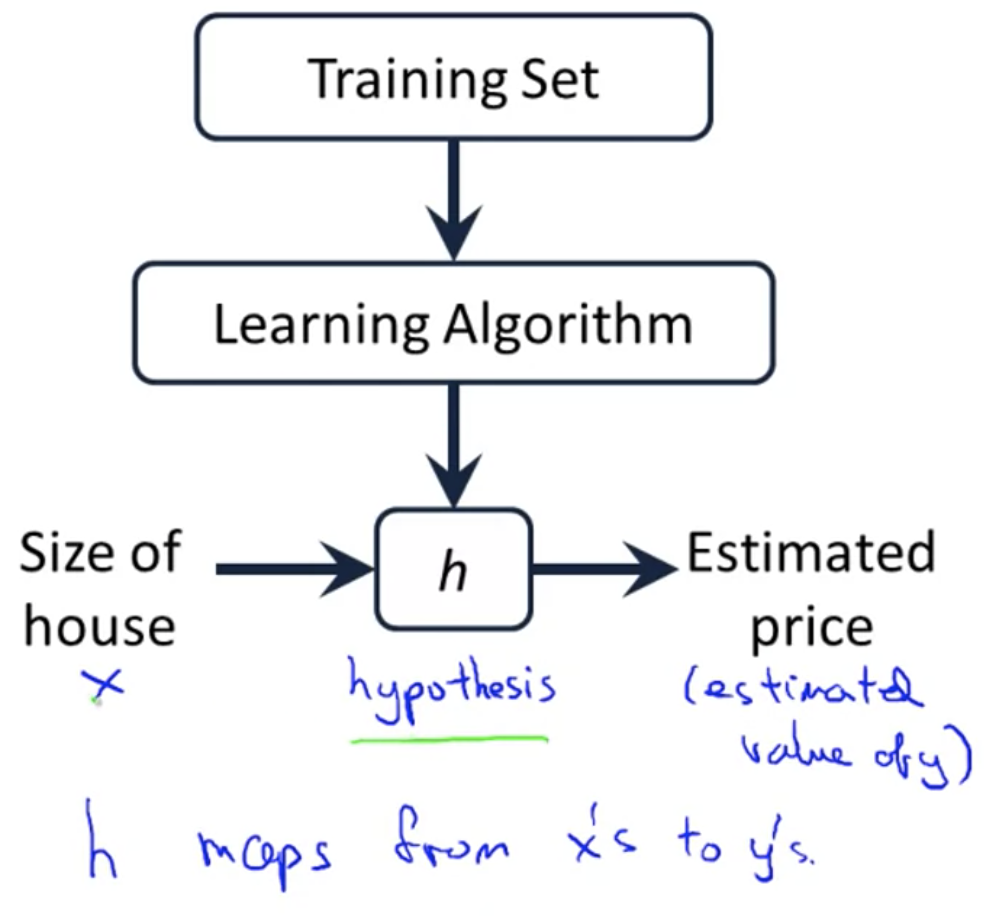 Training Set
Learning Algorithm
Size of
house
h
Estimated
price
x
hypothesis
(estimated
value of y)
h maps from x's to y's.